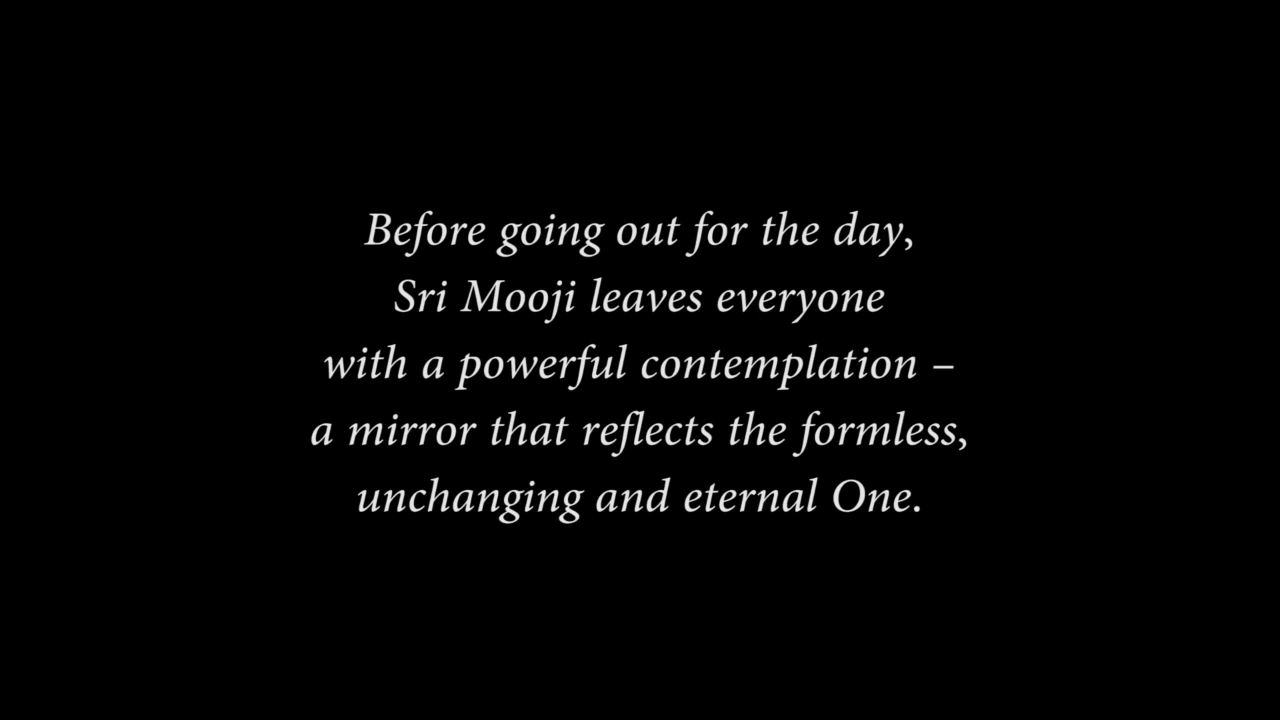 Before going out for the day,
Sri Mooji leaves everyone
with a powerful contemplation –
a mirror that reflects the formless,
unchanging and eternal One.